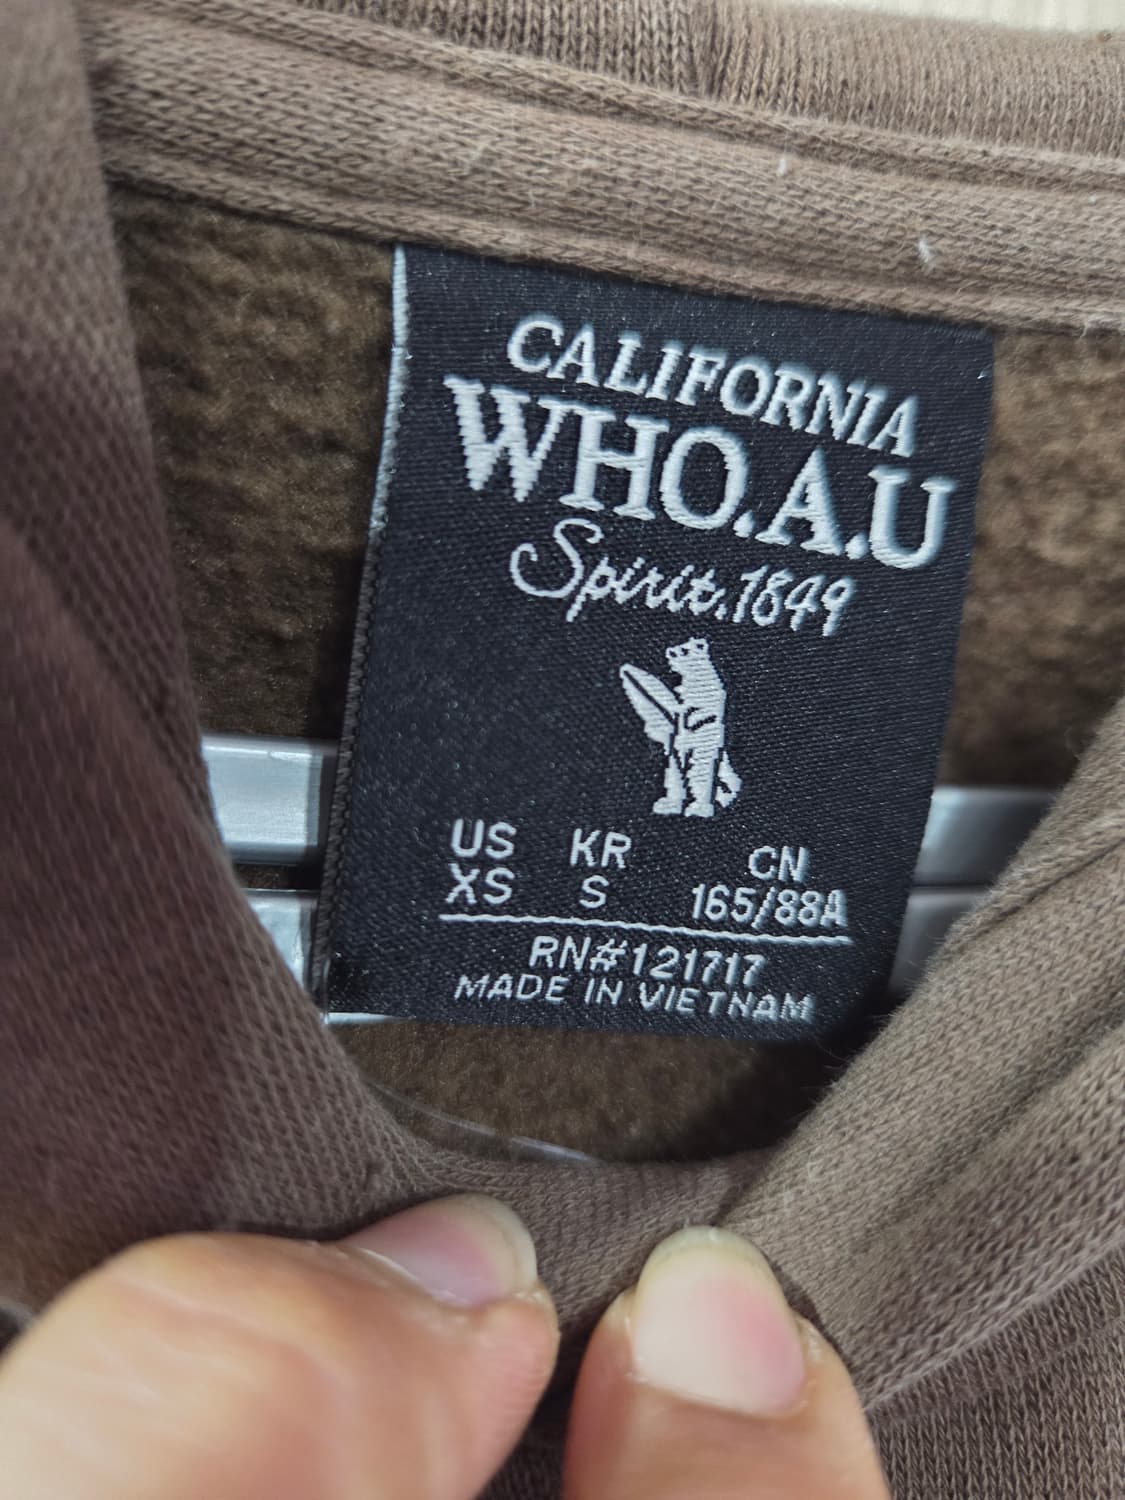 CALIFORNIA
WHO.A.U
Spirit.1849
US KR CN
XS S 165/88A
RN#121717
MADE IN VIETNAM